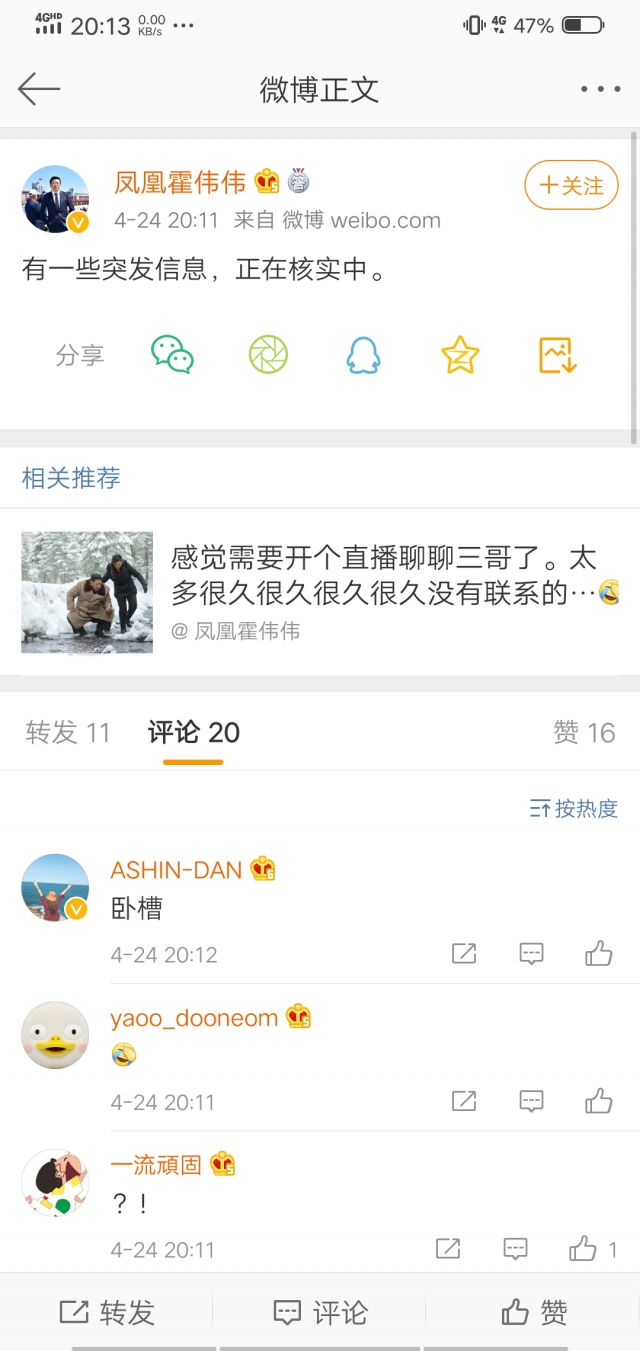 4GHD 20:13 0.00 KB/s ··· 4G 47%
微博正文
凤凰霍伟伟
＋关注
4-24 20:11 来自 微博 weibo.com
有一些突发信息，正在核实中。
分享
相关推荐
感觉需要开个直播聊聊三哥了。太
多很久很久很久很久没有联系的…
@ 凤凰霍伟伟
转发 11 评论 20 赞 16
按热度
ASHIN-DAN
卧槽
4-24 20:12
yaoo_dooneom
4-24 20:11
一流頑固
？！
4-24 20:11 1
转发 评论 赞